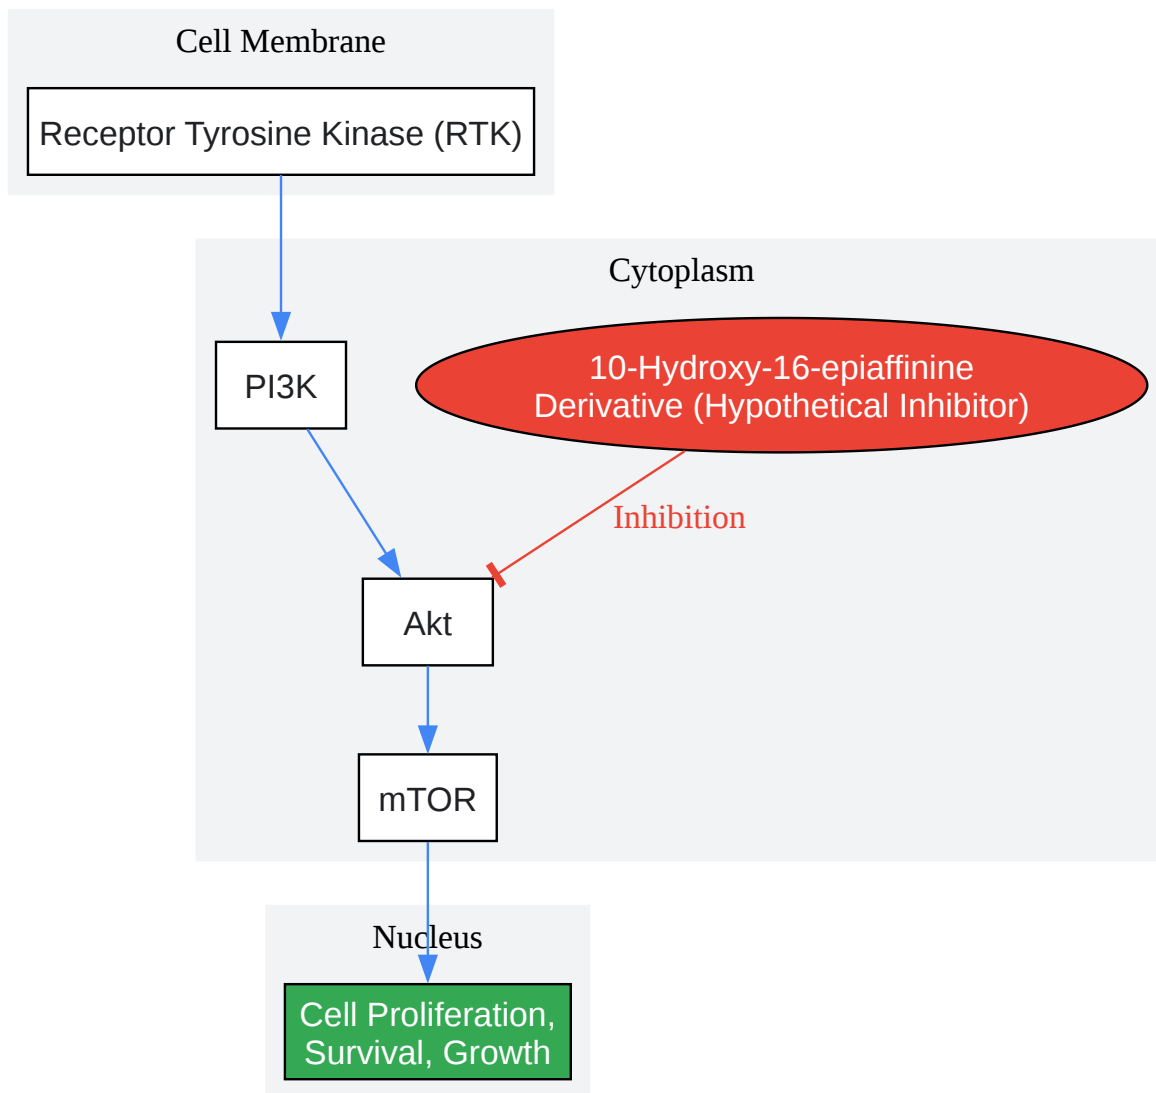 Cell Membrane
Receptor Tyrosine Kinase (RTK)
Cytoplasm
PI3K
10-Hydroxy-16-epiaffinine
Derivative (Hypothetical Inhibitor)
Inhibition
Akt
mTOR
Nucleus
Cell Proliferation,
Survival, Growth